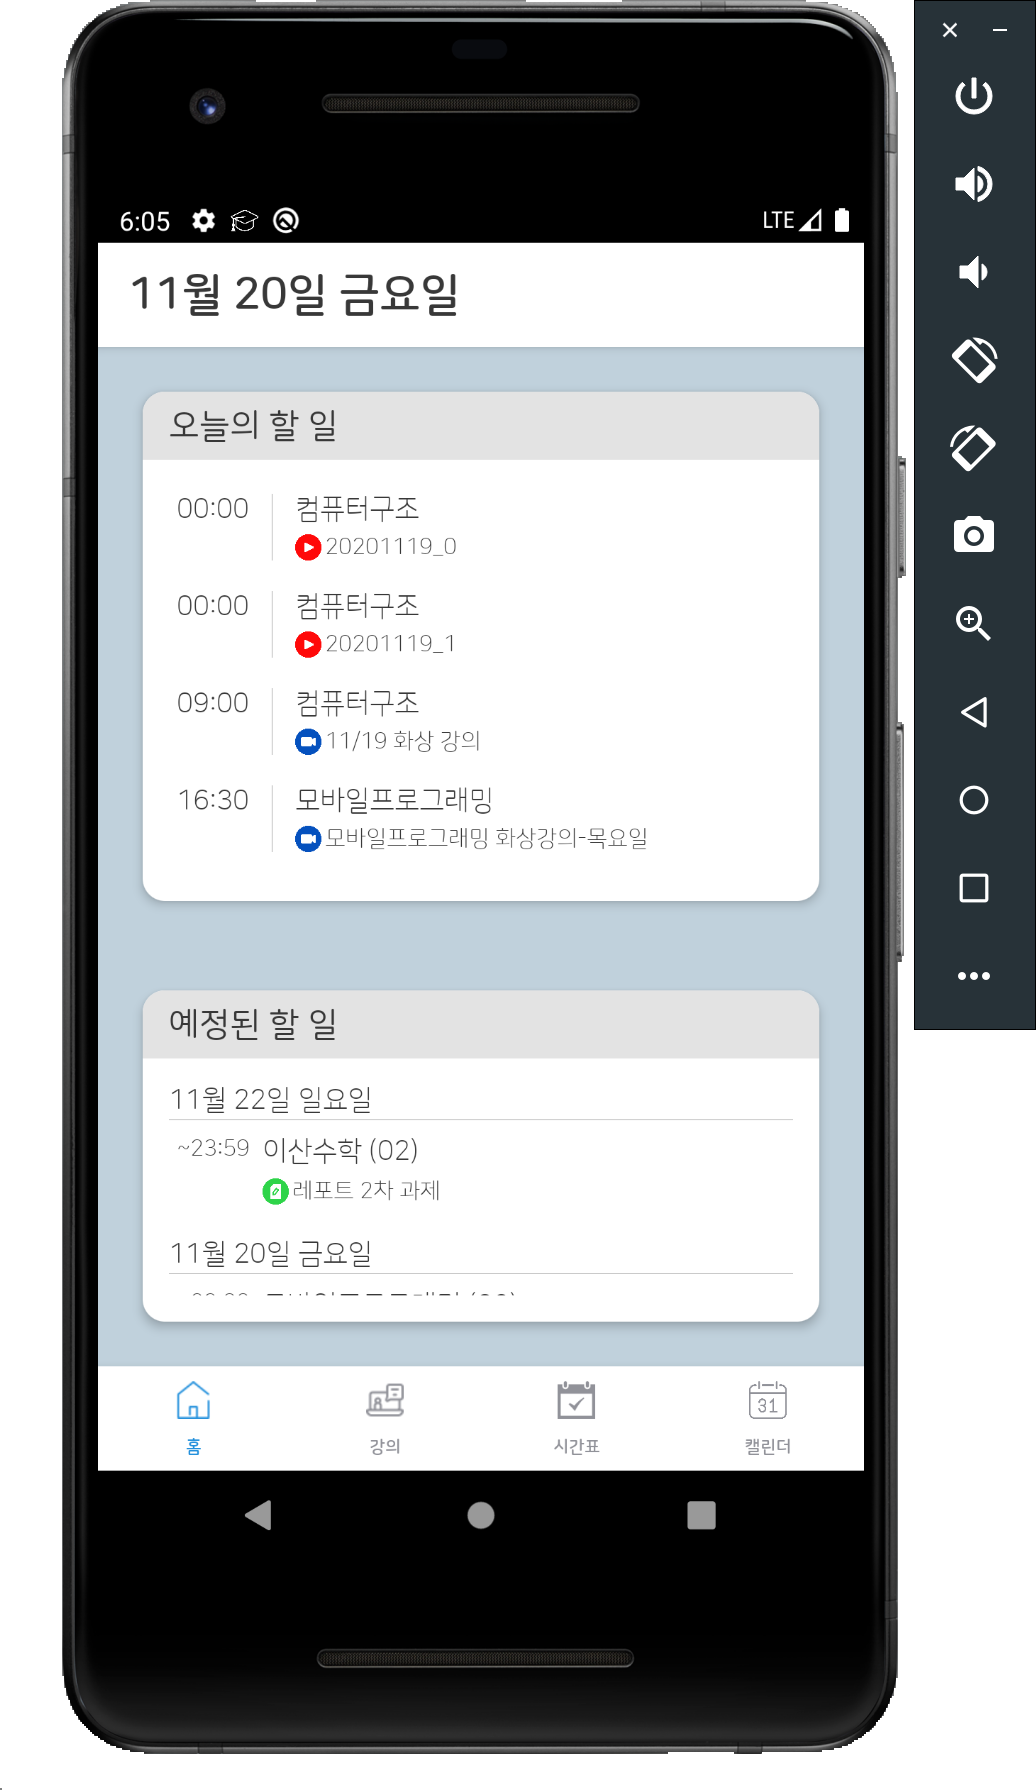 6:05
LTE
11월 20일 금요일
오늘의 할 일
00:00 컴퓨터구조
20201119_0
00:00 컴퓨터구조
20201119_1
09:00 컴퓨터구조
11/19 화상 강의
16:30 모바일프로그래밍
모바일프로그래밍 화상강의-목요일
예정된 할 일
11월 22일 일요일
~23:59 이산수학 (02)
레포트 2차 과제
11월 20일 금요일
31
홈 강의 시간표 캘린더